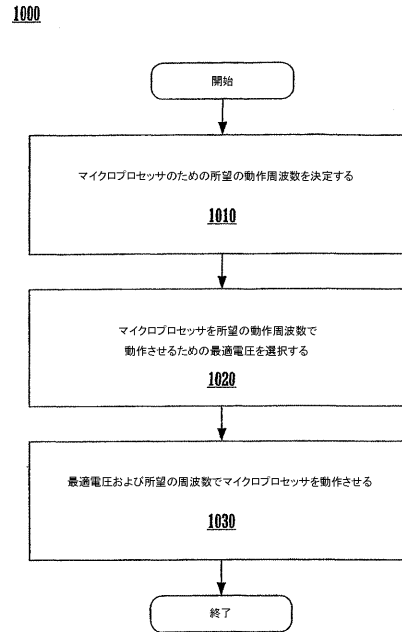 1000
開始
マイクロプロセッサのための所望の動作周波数を決定する
1010
マイクロプロセッサを所望の動作周波数で
動作させるための最適電圧を選択する
1020
最適電圧および所望の周波数でマイクロプロセッサを動作させる
1030
終了